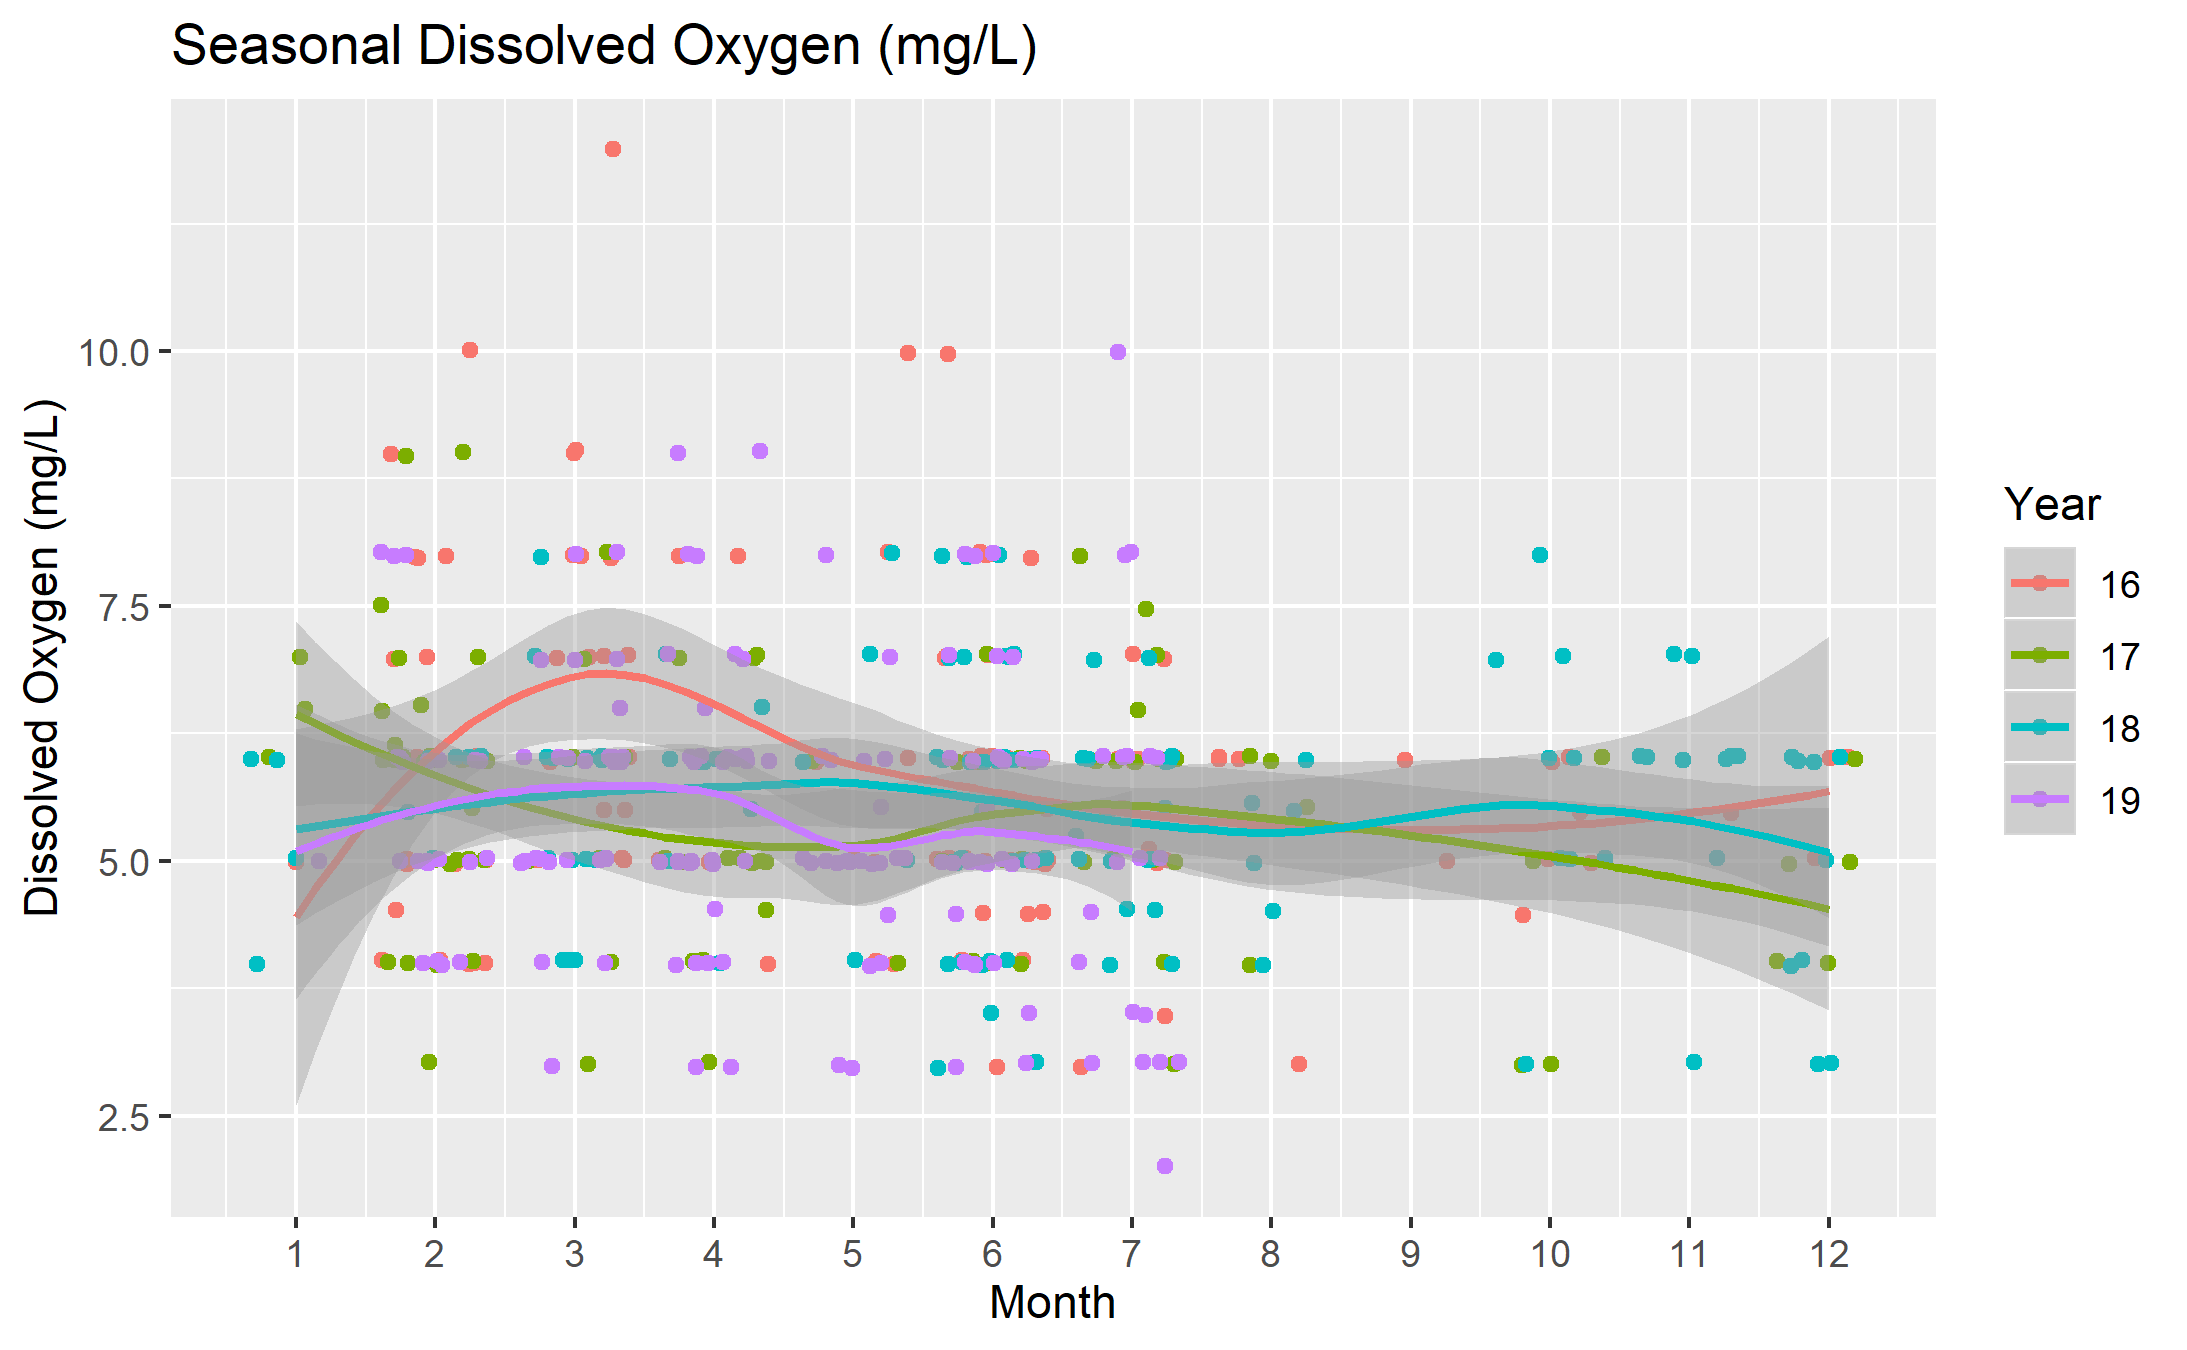 Seasonal Dissolved Oxygen (mg/L)
Dissolved Oxygen (mg/L)
10.0
7.5
5.0
2.5
1 2 3 4 5 6 7 8 9 10 11 12
Month
Year
16
17
18
19